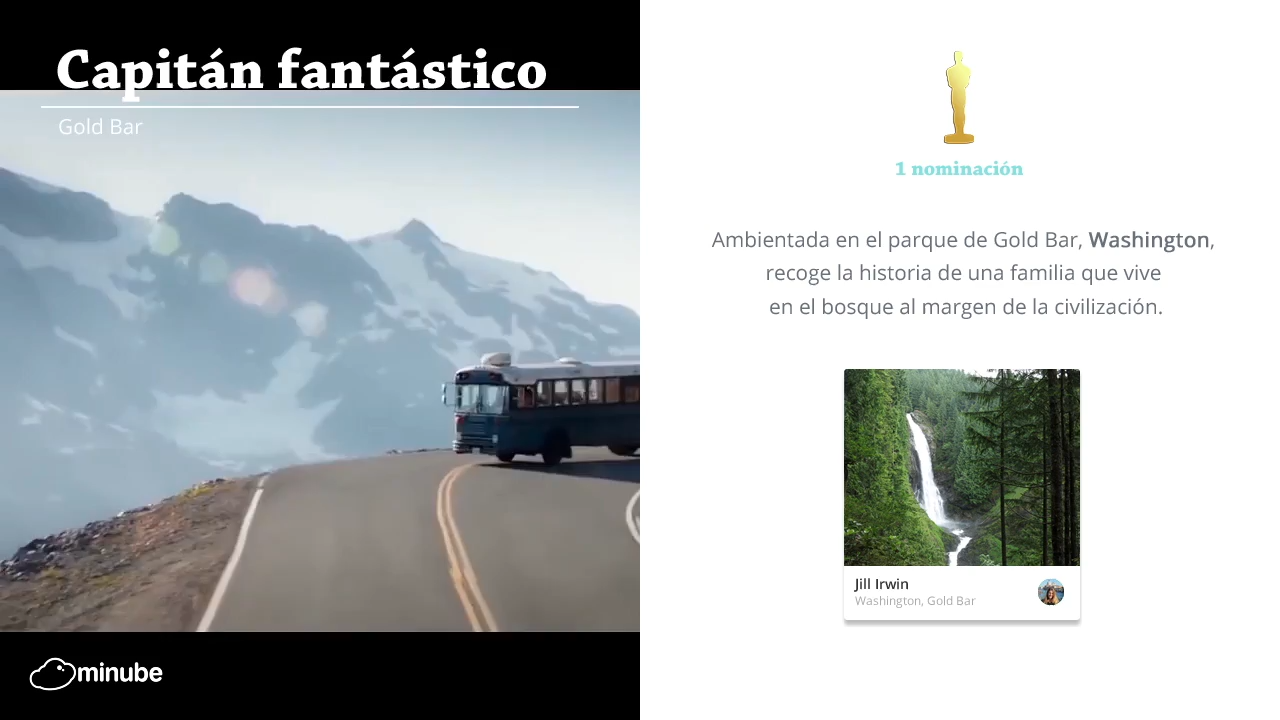 Capitán fantástico
Gold Bar
minube
1 nominación
Ambientada en el parque de Gold Bar, Washington,
recoge la historia de una familia que vive
en el bosque al margen de la civilización.
Jill Irwin
Washington, Gold Bar